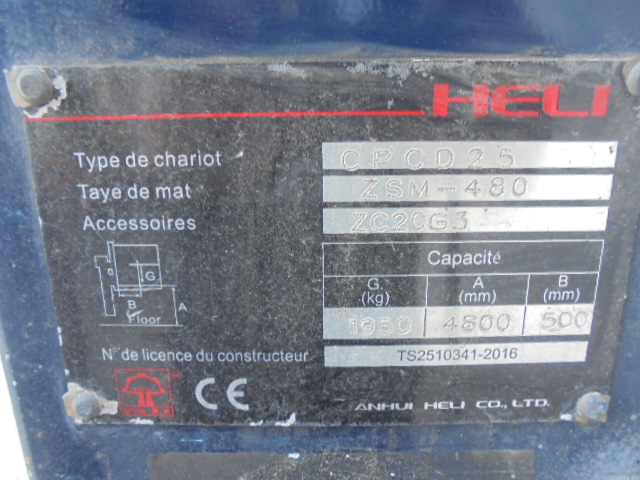 HELI
Type de chariot CPCD25
Taye de mat ZSM-480
Accessoires ZC20G3
Capacité
G. (kg) A (mm) B (mm)
1950 4800 500
G
B
A
Floor
N° de licence du constructeur TS2510341-2016
CE ANHUI HELI CO., LTD.